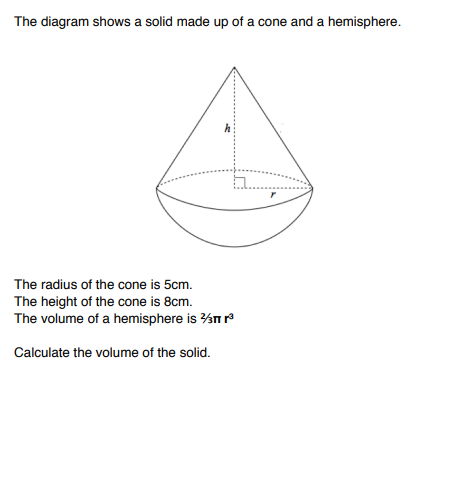 The diagram shows a solid made up of a cone and a hemisphere.
h
r
The radius of the cone is 5cm.
The height of the cone is 8cm.
The volume of a hemisphere is ⅔π r³
Calculate the volume of the solid.